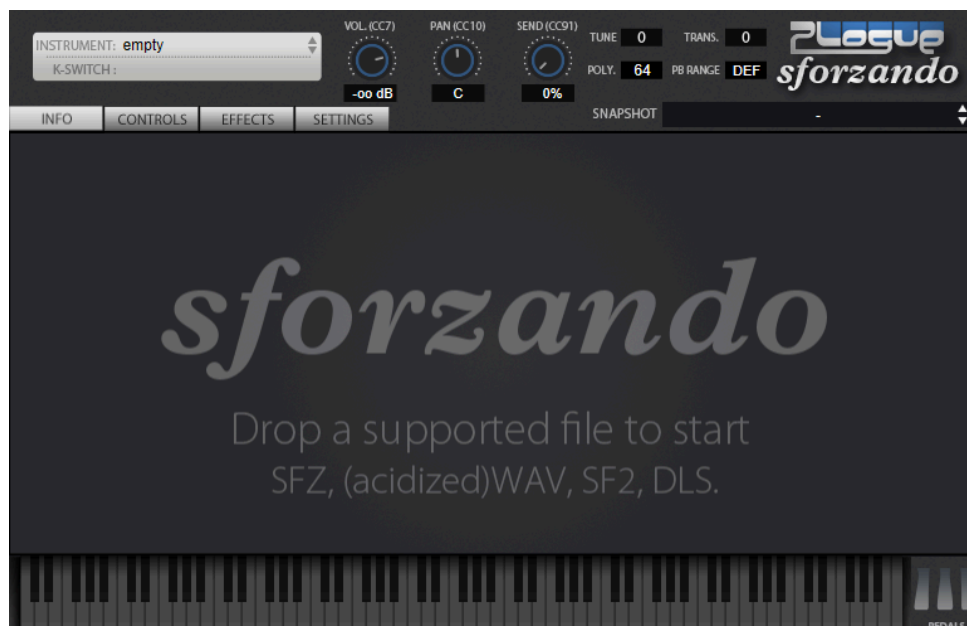 VOL. (CC7) PAN (CC10) SEND (CC91)
INSTRUMENT: empty
K-SWITCH :
-oo dB C 0%
TUNE 0 TRANS. 0
POLY. 64 PB RANGE DEF
Plogue
sforzando
INFO CONTROLS EFFECTS SETTINGS
SNAPSHOT -
sforzando
Drop a supported file to start
SFZ, (acidized)WAV, SF2, DLS.
PEDALS